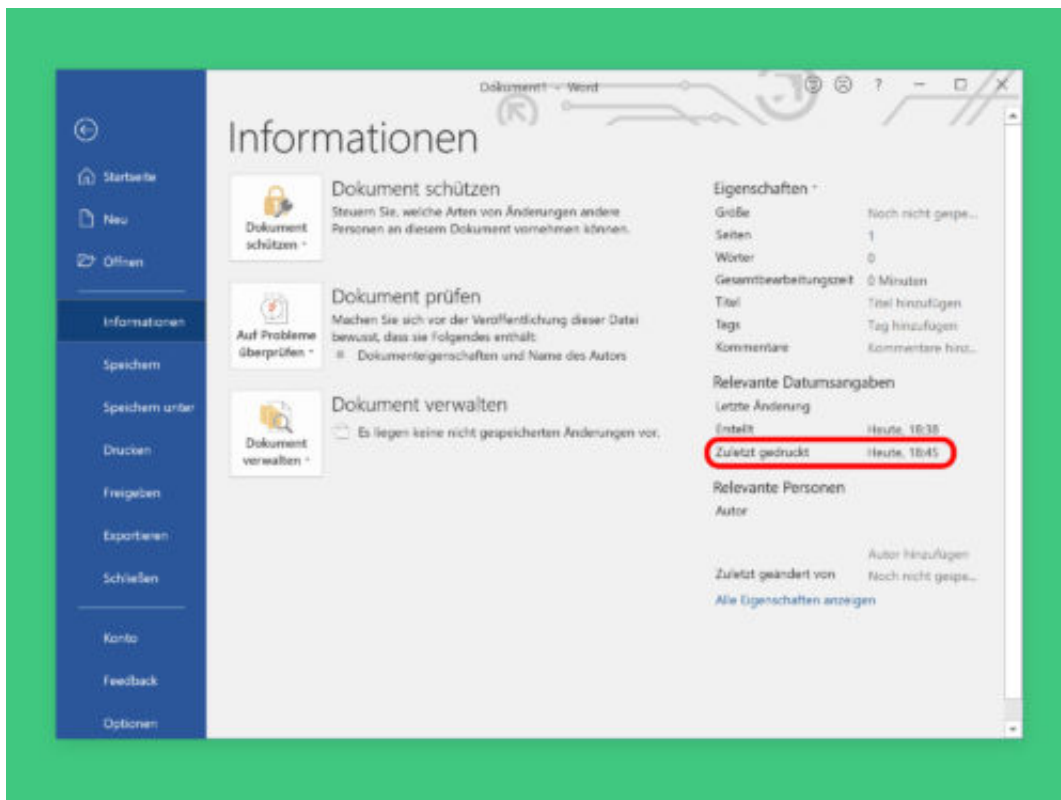 Dokument1 - Word
?
Informationen
Startseite
Neu
Öffnen
Informationen
Speichern
Speichern unter
Drucken
Freigeben
Exportieren
Schließen
Konto
Feedback
Optionen
Dokument schützen
Dokument schützen
Steuern Sie, welche Arten von Änderungen andere
Personen an diesem Dokument vornehmen können.
Auf Probleme überprüfen
Dokument prüfen
Machen Sie sich vor der Veröffentlichung dieser Datei
bewusst, dass sie Folgendes enthält:
Dokumenteigenschaften und Name des Autors
Dokument verwalten
Dokument verwalten
Es liegen keine nicht gespeicherten Änderungen vor.
Eigenschaften
Größe Noch nicht gespe...
Seiten 1
Wörter 0
Gesamtbearbeitungszeit 0 Minuten
Titel Titel hinzufügen
Tags Tag hinzufügen
Kommentare Kommentare hinz...
Relevante Datumsangaben
Letzte Änderung
Erstellt Heute, 18:38
Zuletzt gedruckt Heute, 18:45
Relevante Personen
Autor
Autor hinzufügen
Zuletzt geändert von Noch nicht gespe...
Alle Eigenschaften anzeigen